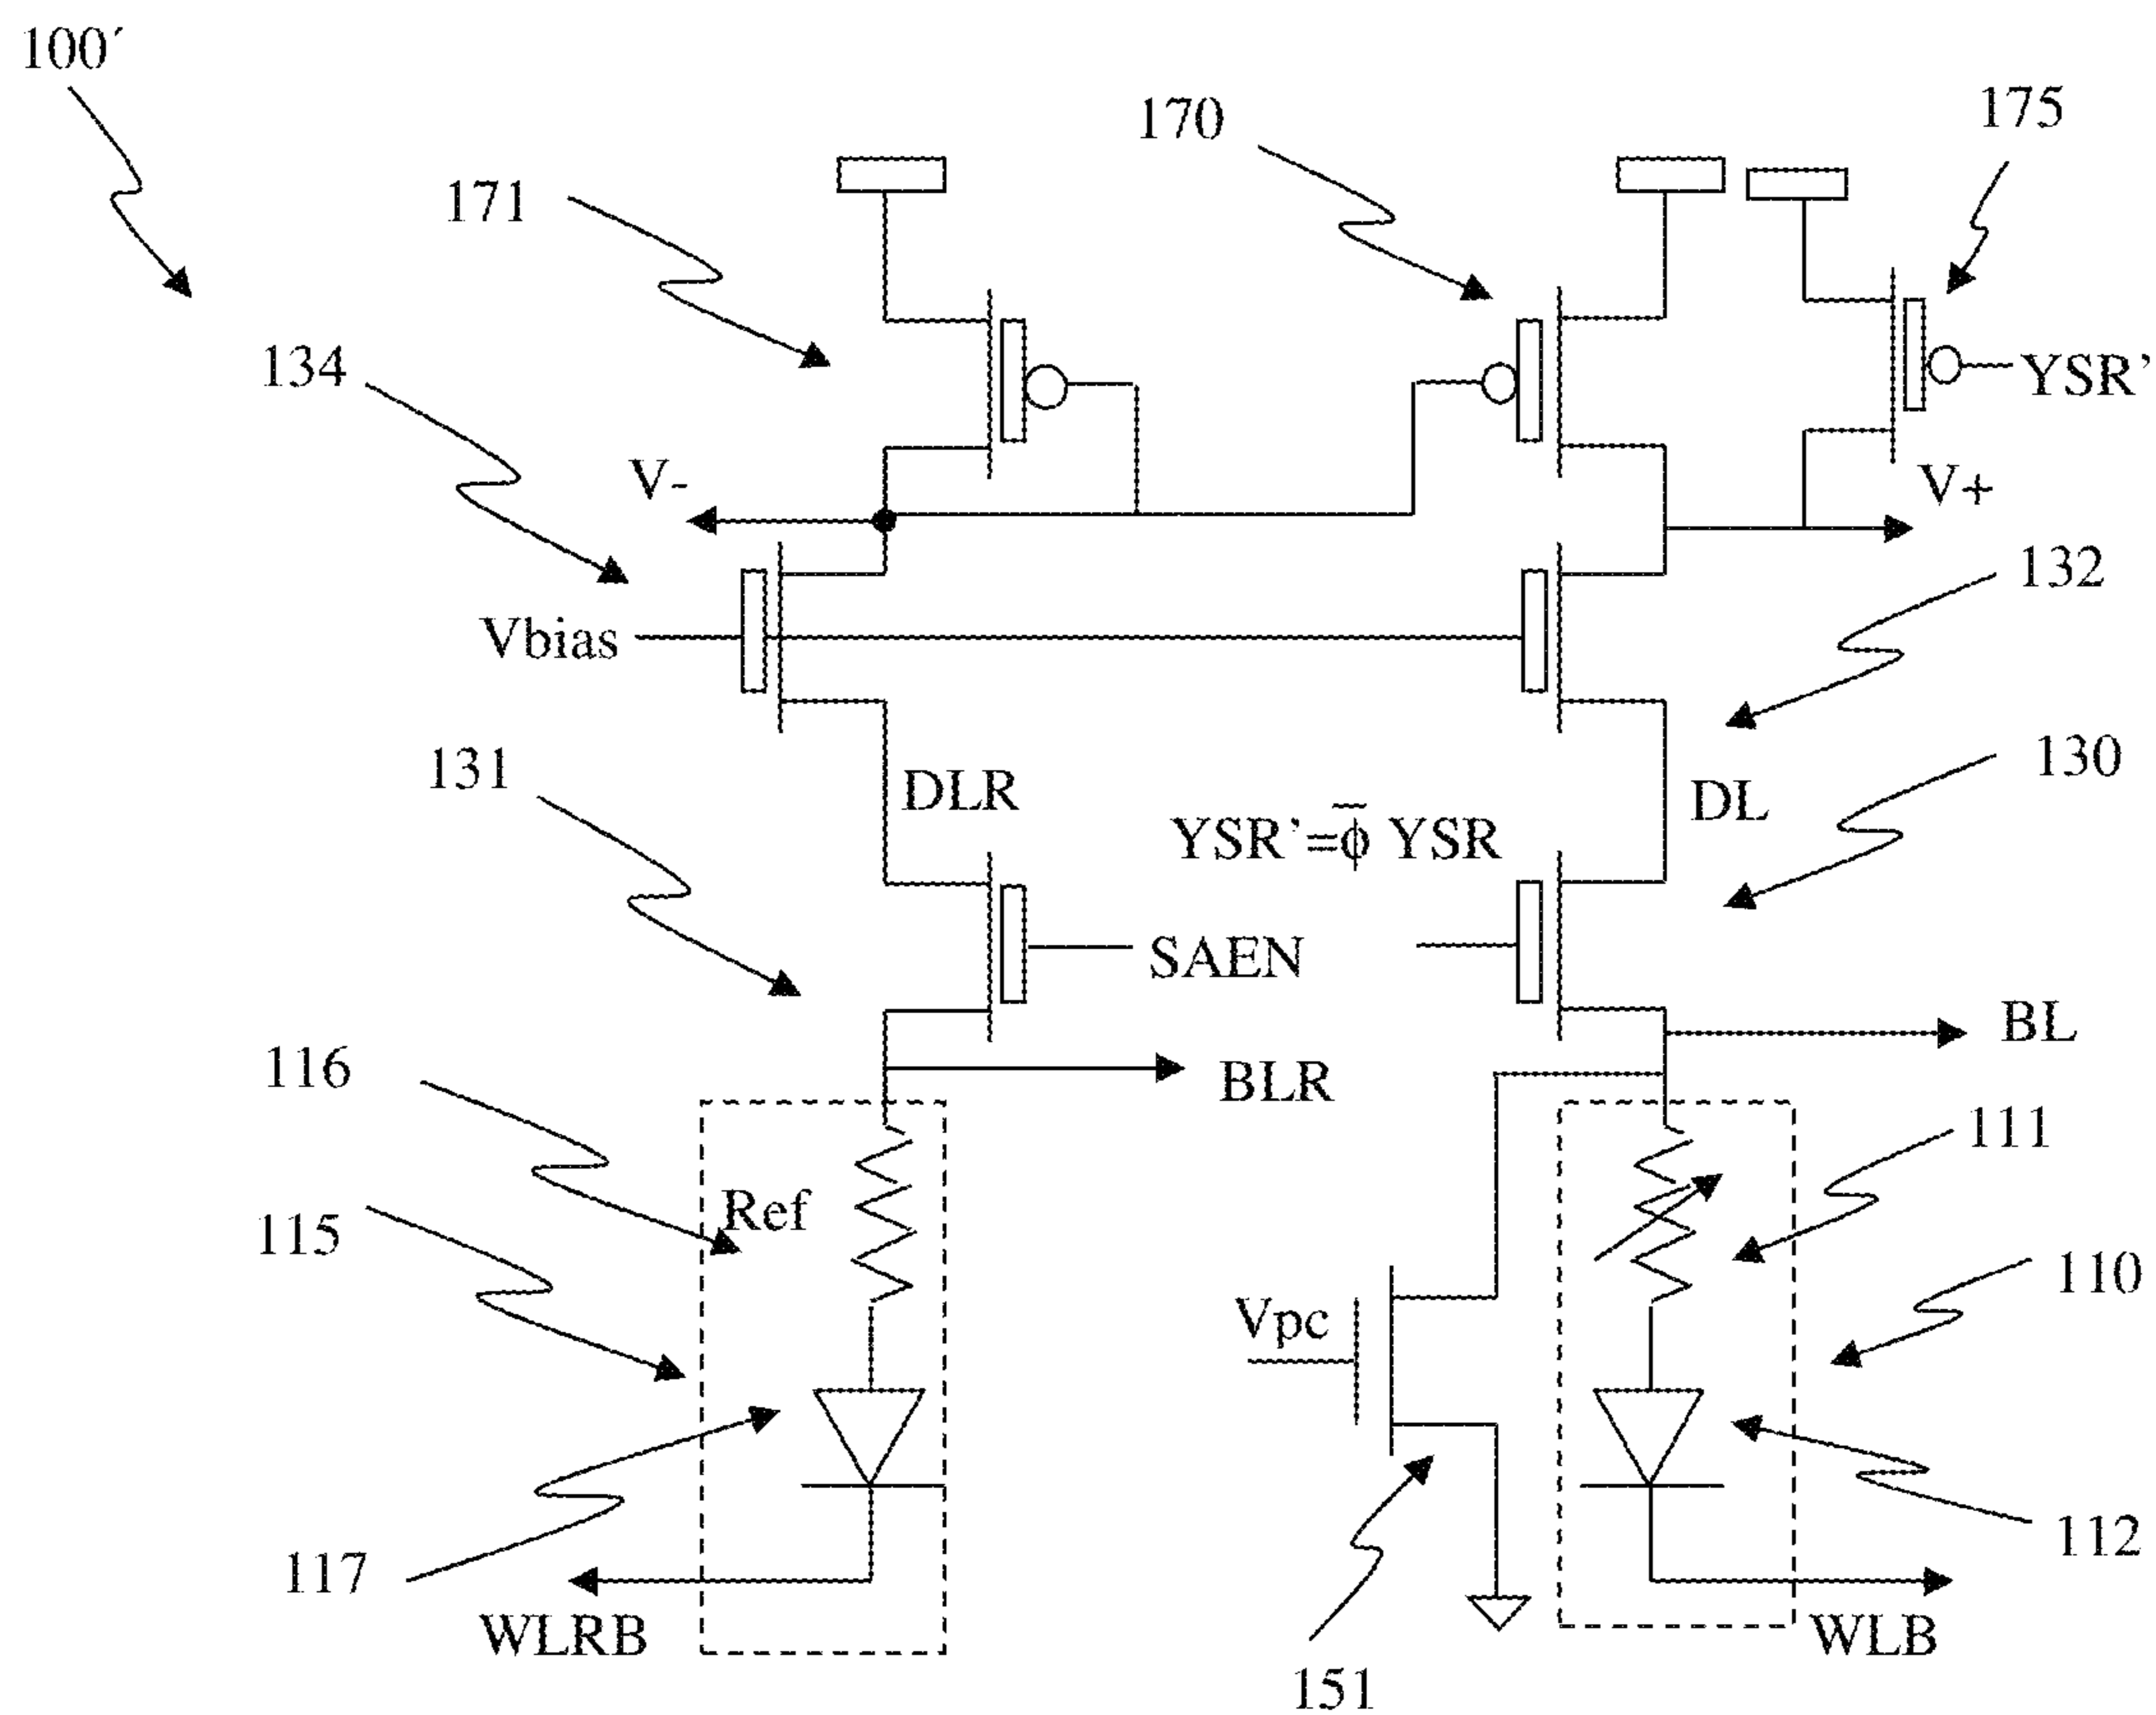 100´
170
175
171
134
YSR’
V-
V+
132
Vbias
131
DLR
DL
130
YSR’=ϕ̅ YSR
SAEN
BL
116
BLR
111
Ref
115
110
Vpc
112
117
WLRB
WLB
151